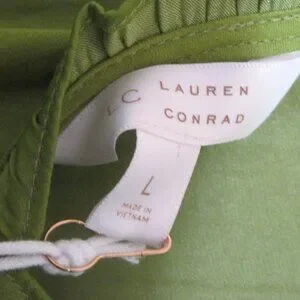 LC LAUREN
CONRAD
L
MADE IN
VIETNAM